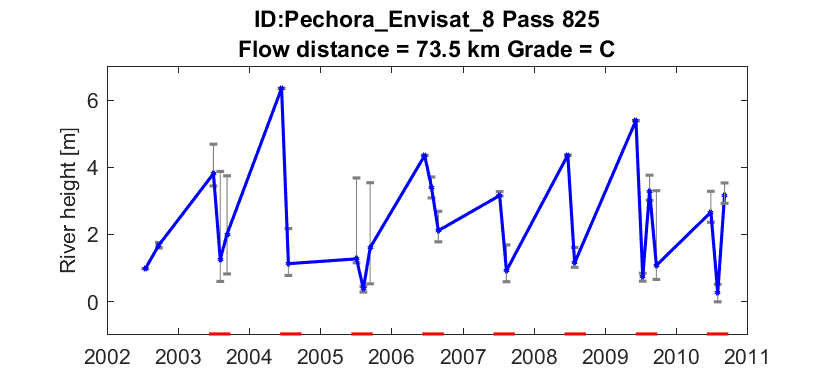 ID:Pechora_Envisat_8 Pass 825
Flow distance = 73.5 km Grade = C
River height [m]
6
4
2
0
2002 2003 2004 2005 2006 2007 2008 2009 2010 2011